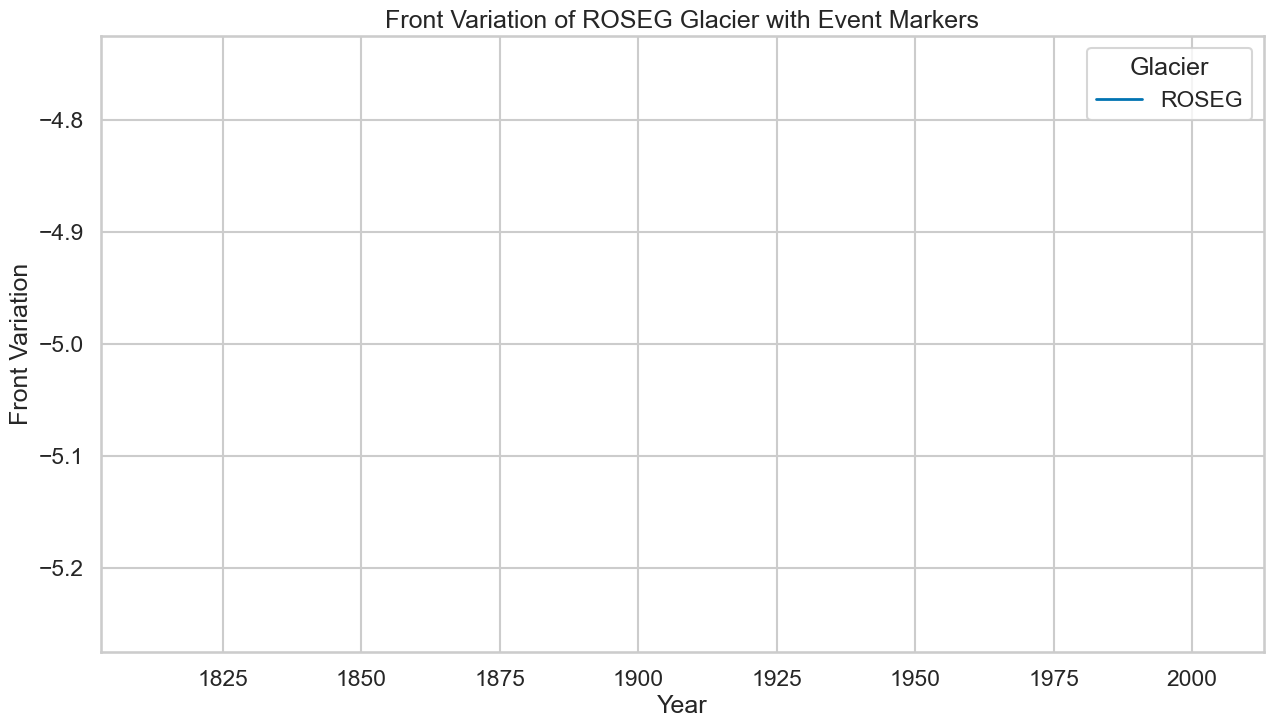 Front Variation of ROSEG Glacier with Event Markers
Glacier
ROSEG
Front Variation
−4.8
−4.9
−5.0
−5.1
−5.2
1825 1850 1875 1900 1925 1950 1975 2000
Year